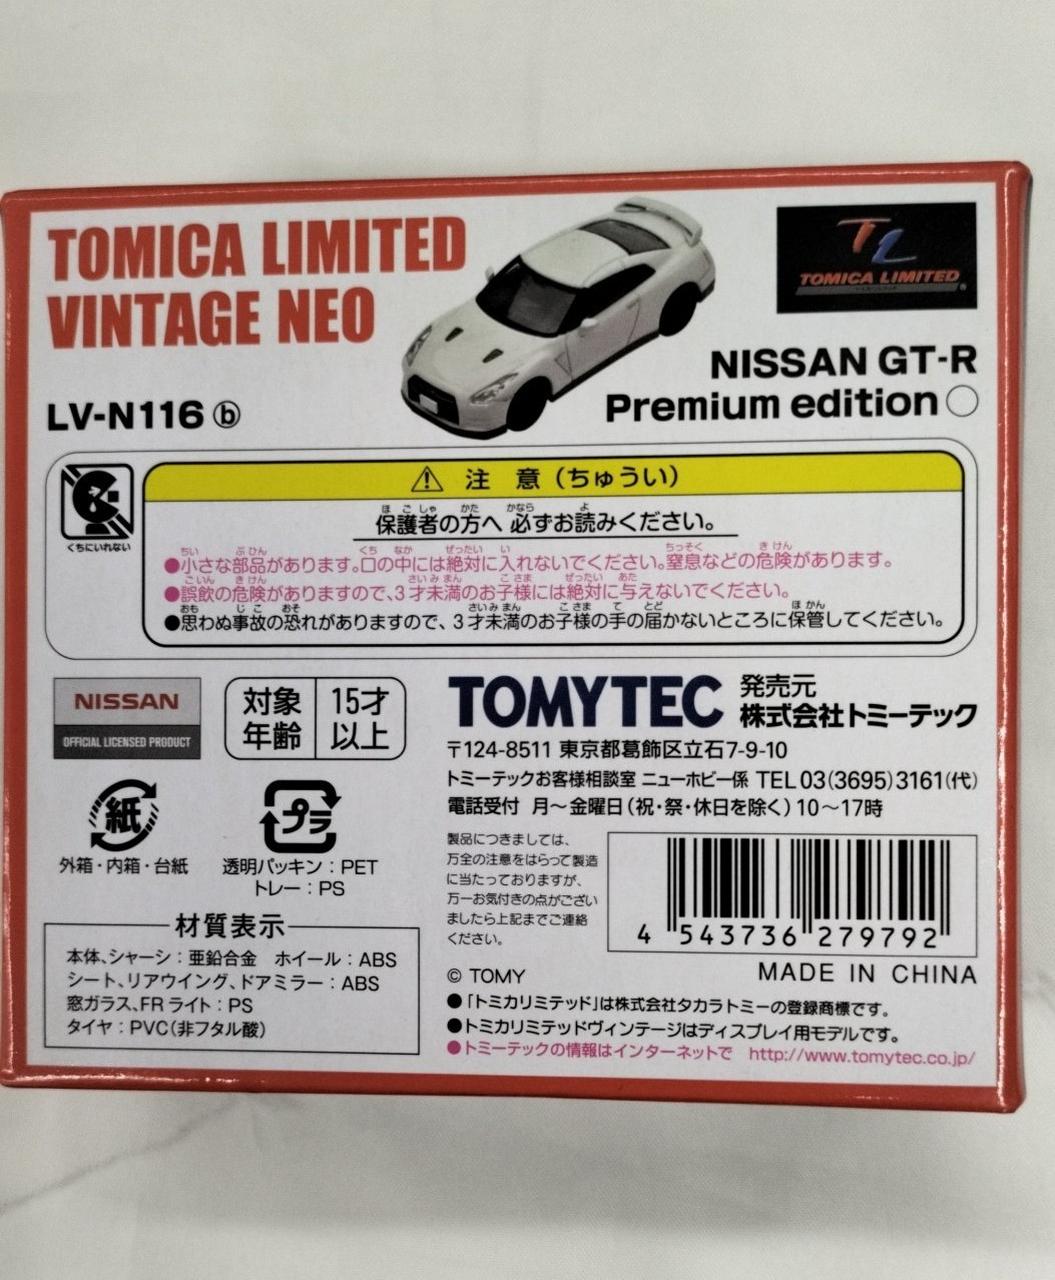 TOMICA LIMITED
VINTAGE NEO
LV-N116 ⓑ
TL
TOMICA LIMITED
NISSAN GT-R
Premium edition ○
くちにいれない
⚠ 注 意（ちゅうい）
保護者の方へ 必ずお読みください。
●小さな部品があります。口の中には絶対に入れないでください。窒息などの危険があります。
●誤飲の危険がありますので、3才未満のお子様には絶対に与えないでください。
●思わぬ事故の恐れがありますので、3才未満のお子様の手の届かないところに保管してください。
NISSAN
OFFICIAL LICENSED PRODUCT
対象年齢 15才以上
紙
外箱・内箱・台紙
プラ
透明パッキン：PET
トレー：PS
材質表示
本体、シャーシ：亜鉛合金 ホイール：ABS
シート、リアウイング、ドアミラー：ABS
窓ガラス、FRライト：PS
タイヤ：PVC（非フタル酸）
TOMYTEC 発売元 株式会社トミーテック
〒124-8511 東京都葛飾区立石7-9-10
トミーテックお客様相談室 ニューホビー係 TEL 03(3695)3161(代)
電話受付 月～金曜日（祝・祭・休日を除く）10～17時
製品につきましては、
万全の注意をはらって製造
に当たっておりますが、
万一お気付きの点がござい
ましたら上記までご連絡
ください。
4 543736 279792
© TOMY
MADE IN CHINA
●「トミカリミテッド」は株式会社タカラトミーの登録商標です。
●トミカリミテッドヴィンテージはディスプレイ用モデルです。
●トミーテックの情報はインターネットで http://www.tomytec.co.jp/